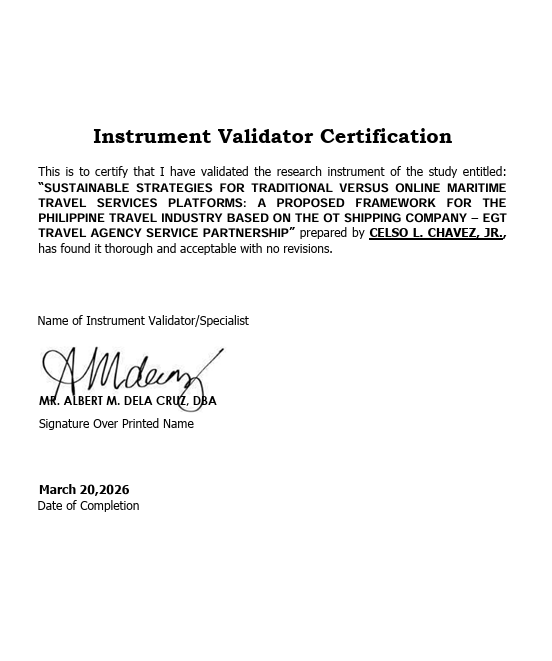 Instrument Validator Certification
This is to certify that I have validated the research instrument of the study entitled:
"SUSTAINABLE STRATEGIES FOR TRADITIONAL VERSUS ONLINE MARITIME
TRAVEL SERVICES PLATFORMS: A PROPOSED FRAMEWORK FOR THE
PHILIPPINE TRAVEL INDUSTRY BASED ON THE OT SHIPPING COMPANY – EGT
TRAVEL AGENCY SERVICE PARTNERSHIP" prepared by CELSO L. CHAVEZ, JR.,
has found it thorough and acceptable with no revisions.
Name of Instrument Validator/Specialist
MR. ALBERT M. DELA CRUZ, DBA
Signature Over Printed Name
March 20,2026
Date of Completion